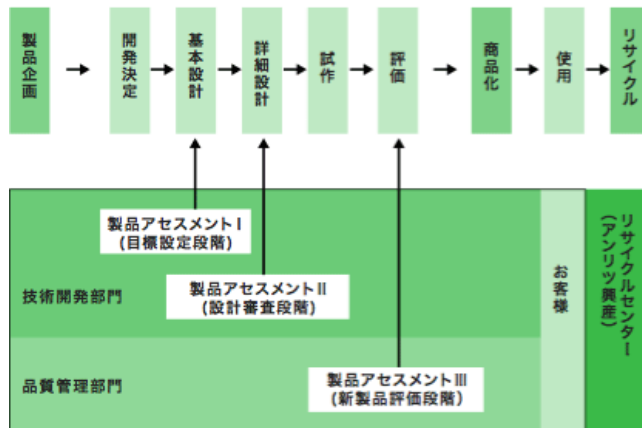 製品企画
開発決定
基本設計
詳細設計
試作
評価
商品化
使用
リサイクル
製品アセスメントI
(目標設定段階)
製品アセスメントII
(設計審査段階)
技術開発部門
製品アセスメントIII
(新製品評価段階)
品質管理部門
お客様
リサイクルセンター
(アンリツ興産)